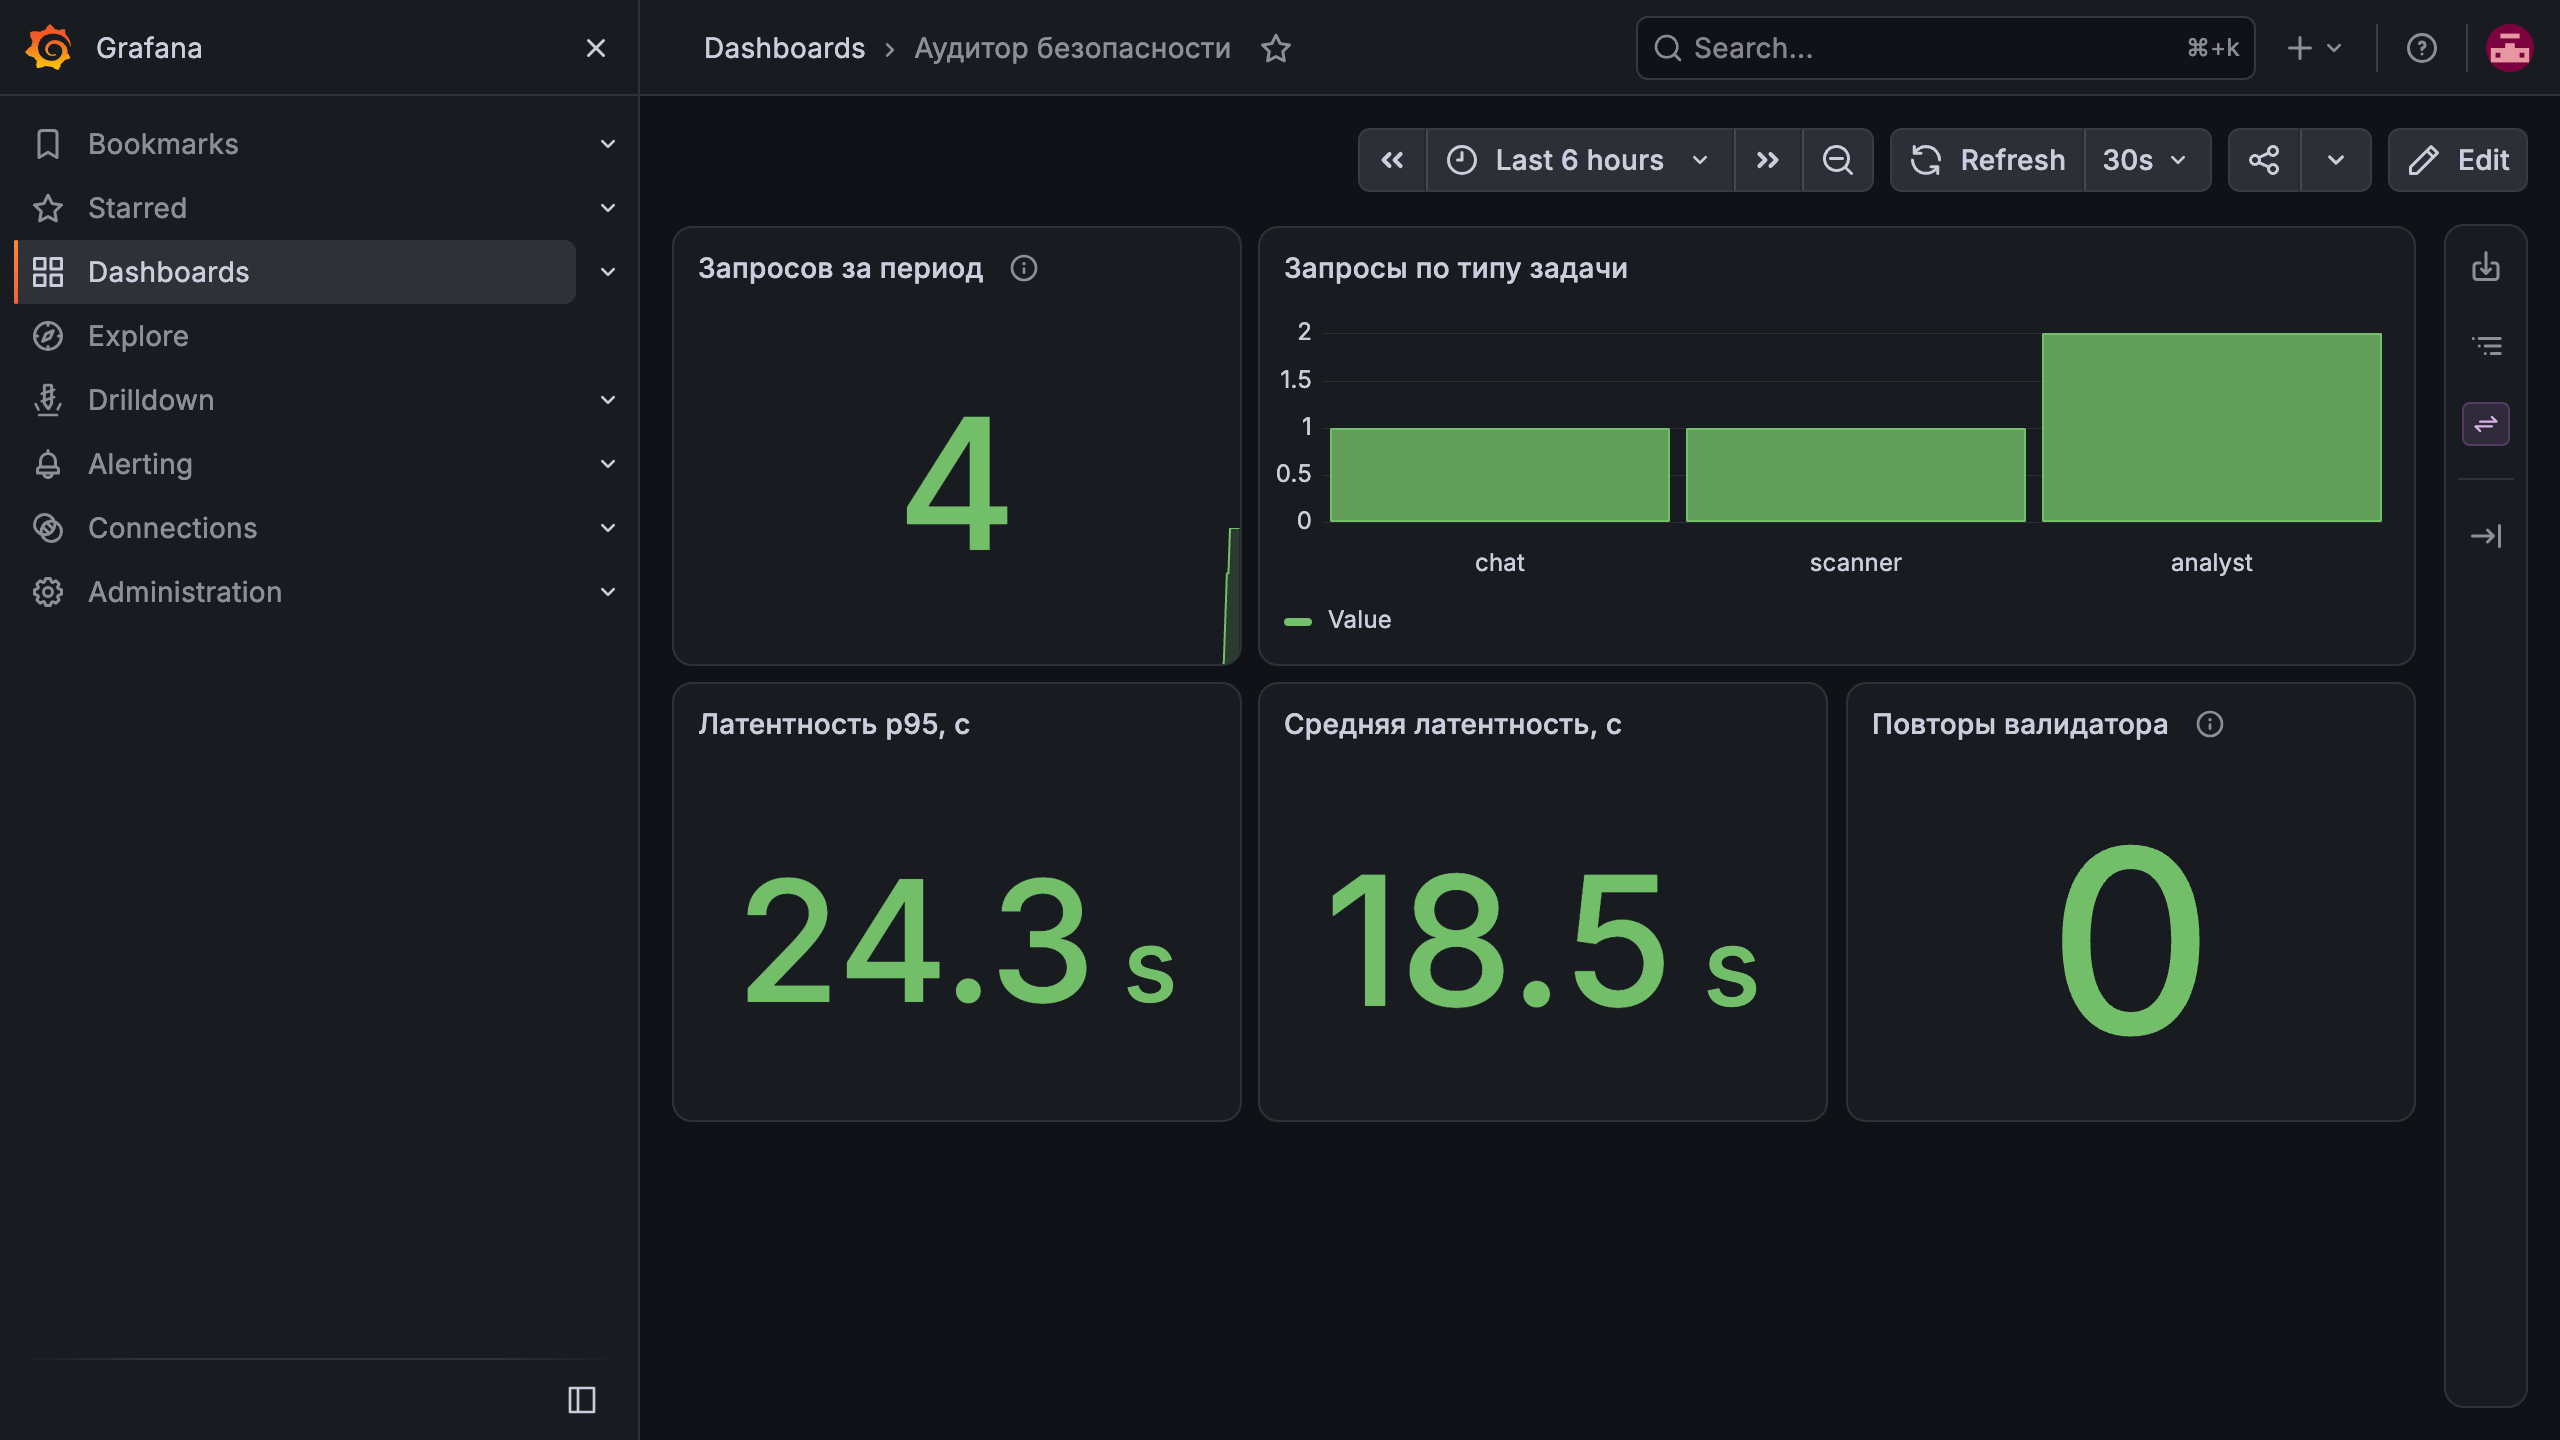 Grafana
Dashboards › Аудитор безопасности
Search...
⌘+k
Bookmarks
Starred
Dashboards
Explore
Drilldown
Alerting
Connections
Administration
Last 6 hours
Refresh
30s
Edit
Запросов за период
4
Запросы по типу задачи
2
1.5
1
0.5
0
chat
scanner
analyst
Value
Латентность p95, с
24.3 s
Средняя латентность, с
18.5 s
Повторы валидатора
0